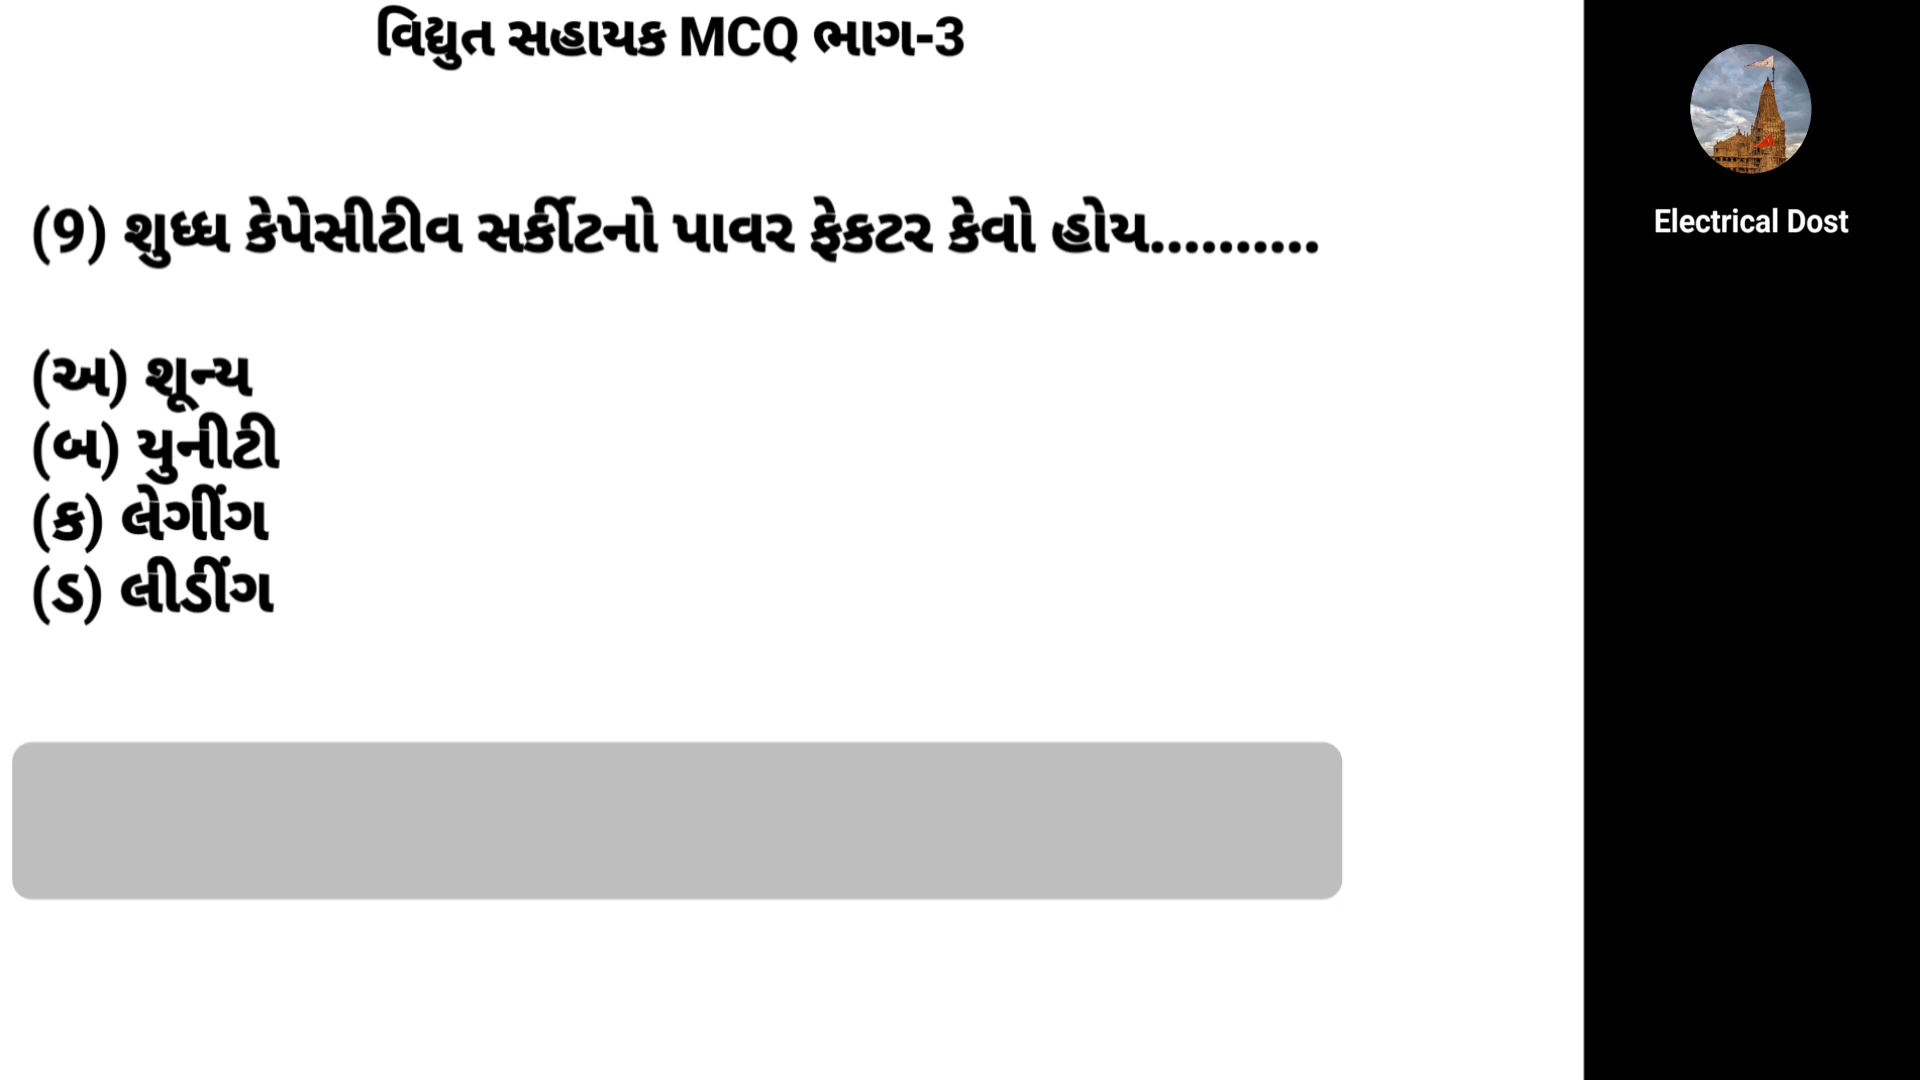 વિદ્યુત સહાયક MCQ ભાગ-3
Electrical Dost
(9) શુધ્ધ કેપેસીટીવ સર્કીટનો પાવર ફેકટર કેવો હોય..........
(અ) શૂન્ય
(બ) યુનીટી
(ક) લેગીંગ
(ડ) લીડીંગ